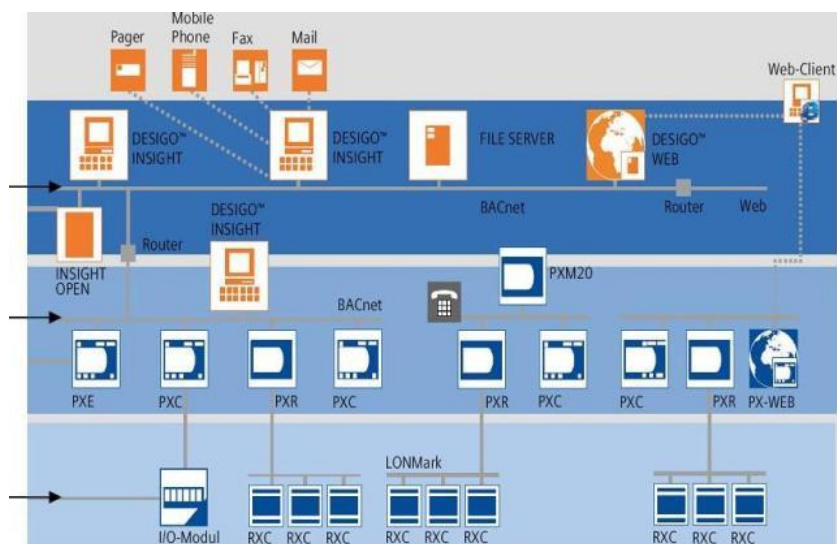 Pager
Mobile
Phone
Fax
Mail
Web-Client
DESIGO™
INSIGHT
DESIGO™
INSIGHT
FILE SERVER
DESIGO™
WEB
BACnet
Router
Web
INSIGHT
OPEN
Router
DESIGO™
INSIGHT
PXM20
BACnet
PXE
PXC
PXR
PXC
PXR
PXC
PXC
PXR
PX-WEB
LONMark
I/O-Modul
RXC
RXC
RXC
RXC
RXC
RXC
RXC
RXC
RXC